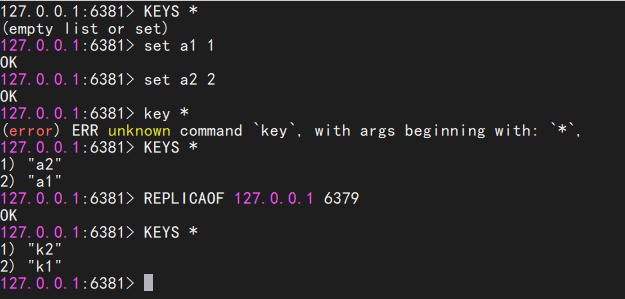 127.0.0.1:6381> KEYS *
(empty list or set)
127.0.0.1:6381> set a1 1
OK
127.0.0.1:6381> set a2 2
OK
127.0.0.1:6381> key *
(error) ERR unknown command `key`, with args beginning with: `*`,
127.0.0.1:6381> KEYS *
1) "a2"
2) "a1"
127.0.0.1:6381> REPLICAOF 127.0.0.1 6379
OK
127.0.0.1:6381> KEYS *
1) "k2"
2) "k1"
127.0.0.1:6381>